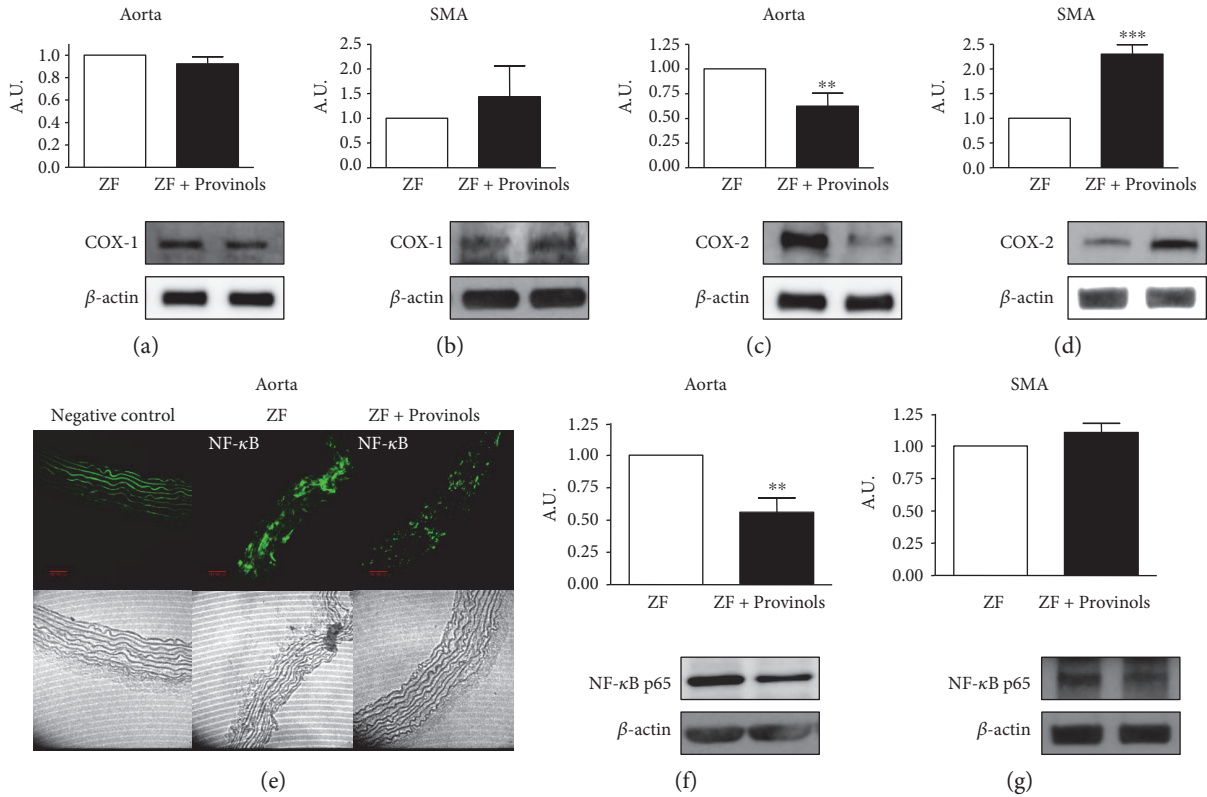 Aorta
1.0
0.8
0.6
0.4
0.2
0.0
A.U.
ZF
ZF + Provinols
COX-1
β-actin
(a)
SMA
2.5
2.0
1.5
1.0
0.5
0.0
A.U.
ZF
ZF + Provinols
COX-1
β-actin
(b)
Aorta
1.25
1.00
0.75
0.50
0.25
0.00
A.U.
**
ZF
ZF + Provinols
COX-2
β-actin
(c)
SMA
2.5
2.0
1.5
1.0
0.5
0.0
A.U.
***
ZF
ZF + Provinols
COX-2
β-actin
(d)
Aorta
Negative control
ZF
ZF + Provinols
NF-κB
NF-κB
(e)
Aorta
1.25
1.00
0.75
0.50
1.25
0.00
A.U.
**
ZF
ZF + Provinols
NF-κB p65
β-actin
(f)
SMA
1.25
1.00
0.75
0.50
1.25
0.00
A.U.
ZF
ZF + Provinols
NF-κB p65
β-actin
(g)